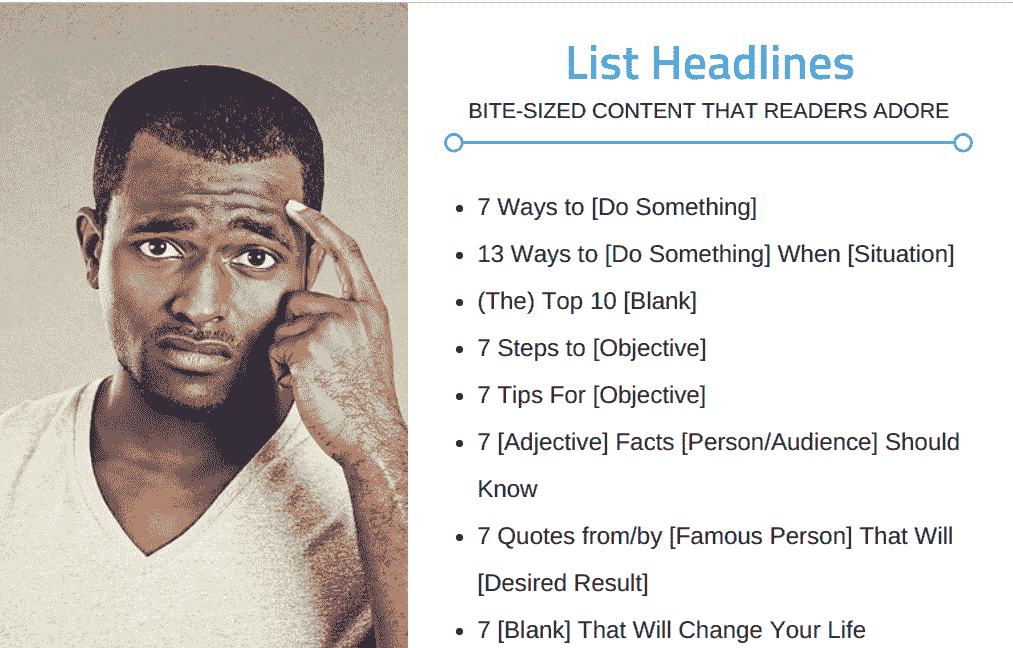 List Headlines
BITE-SIZED CONTENT THAT READERS ADORE
• 7 Ways to [Do Something]
• 13 Ways to [Do Something] When [Situation]
• (The) Top 10 [Blank]
• 7 Steps to [Objective]
• 7 Tips For [Objective]
• 7 [Adjective] Facts [Person/Audience] Should
Know
• 7 Quotes from/by [Famous Person] That Will
[Desired Result]
• 7 [Blank] That Will Change Your Life